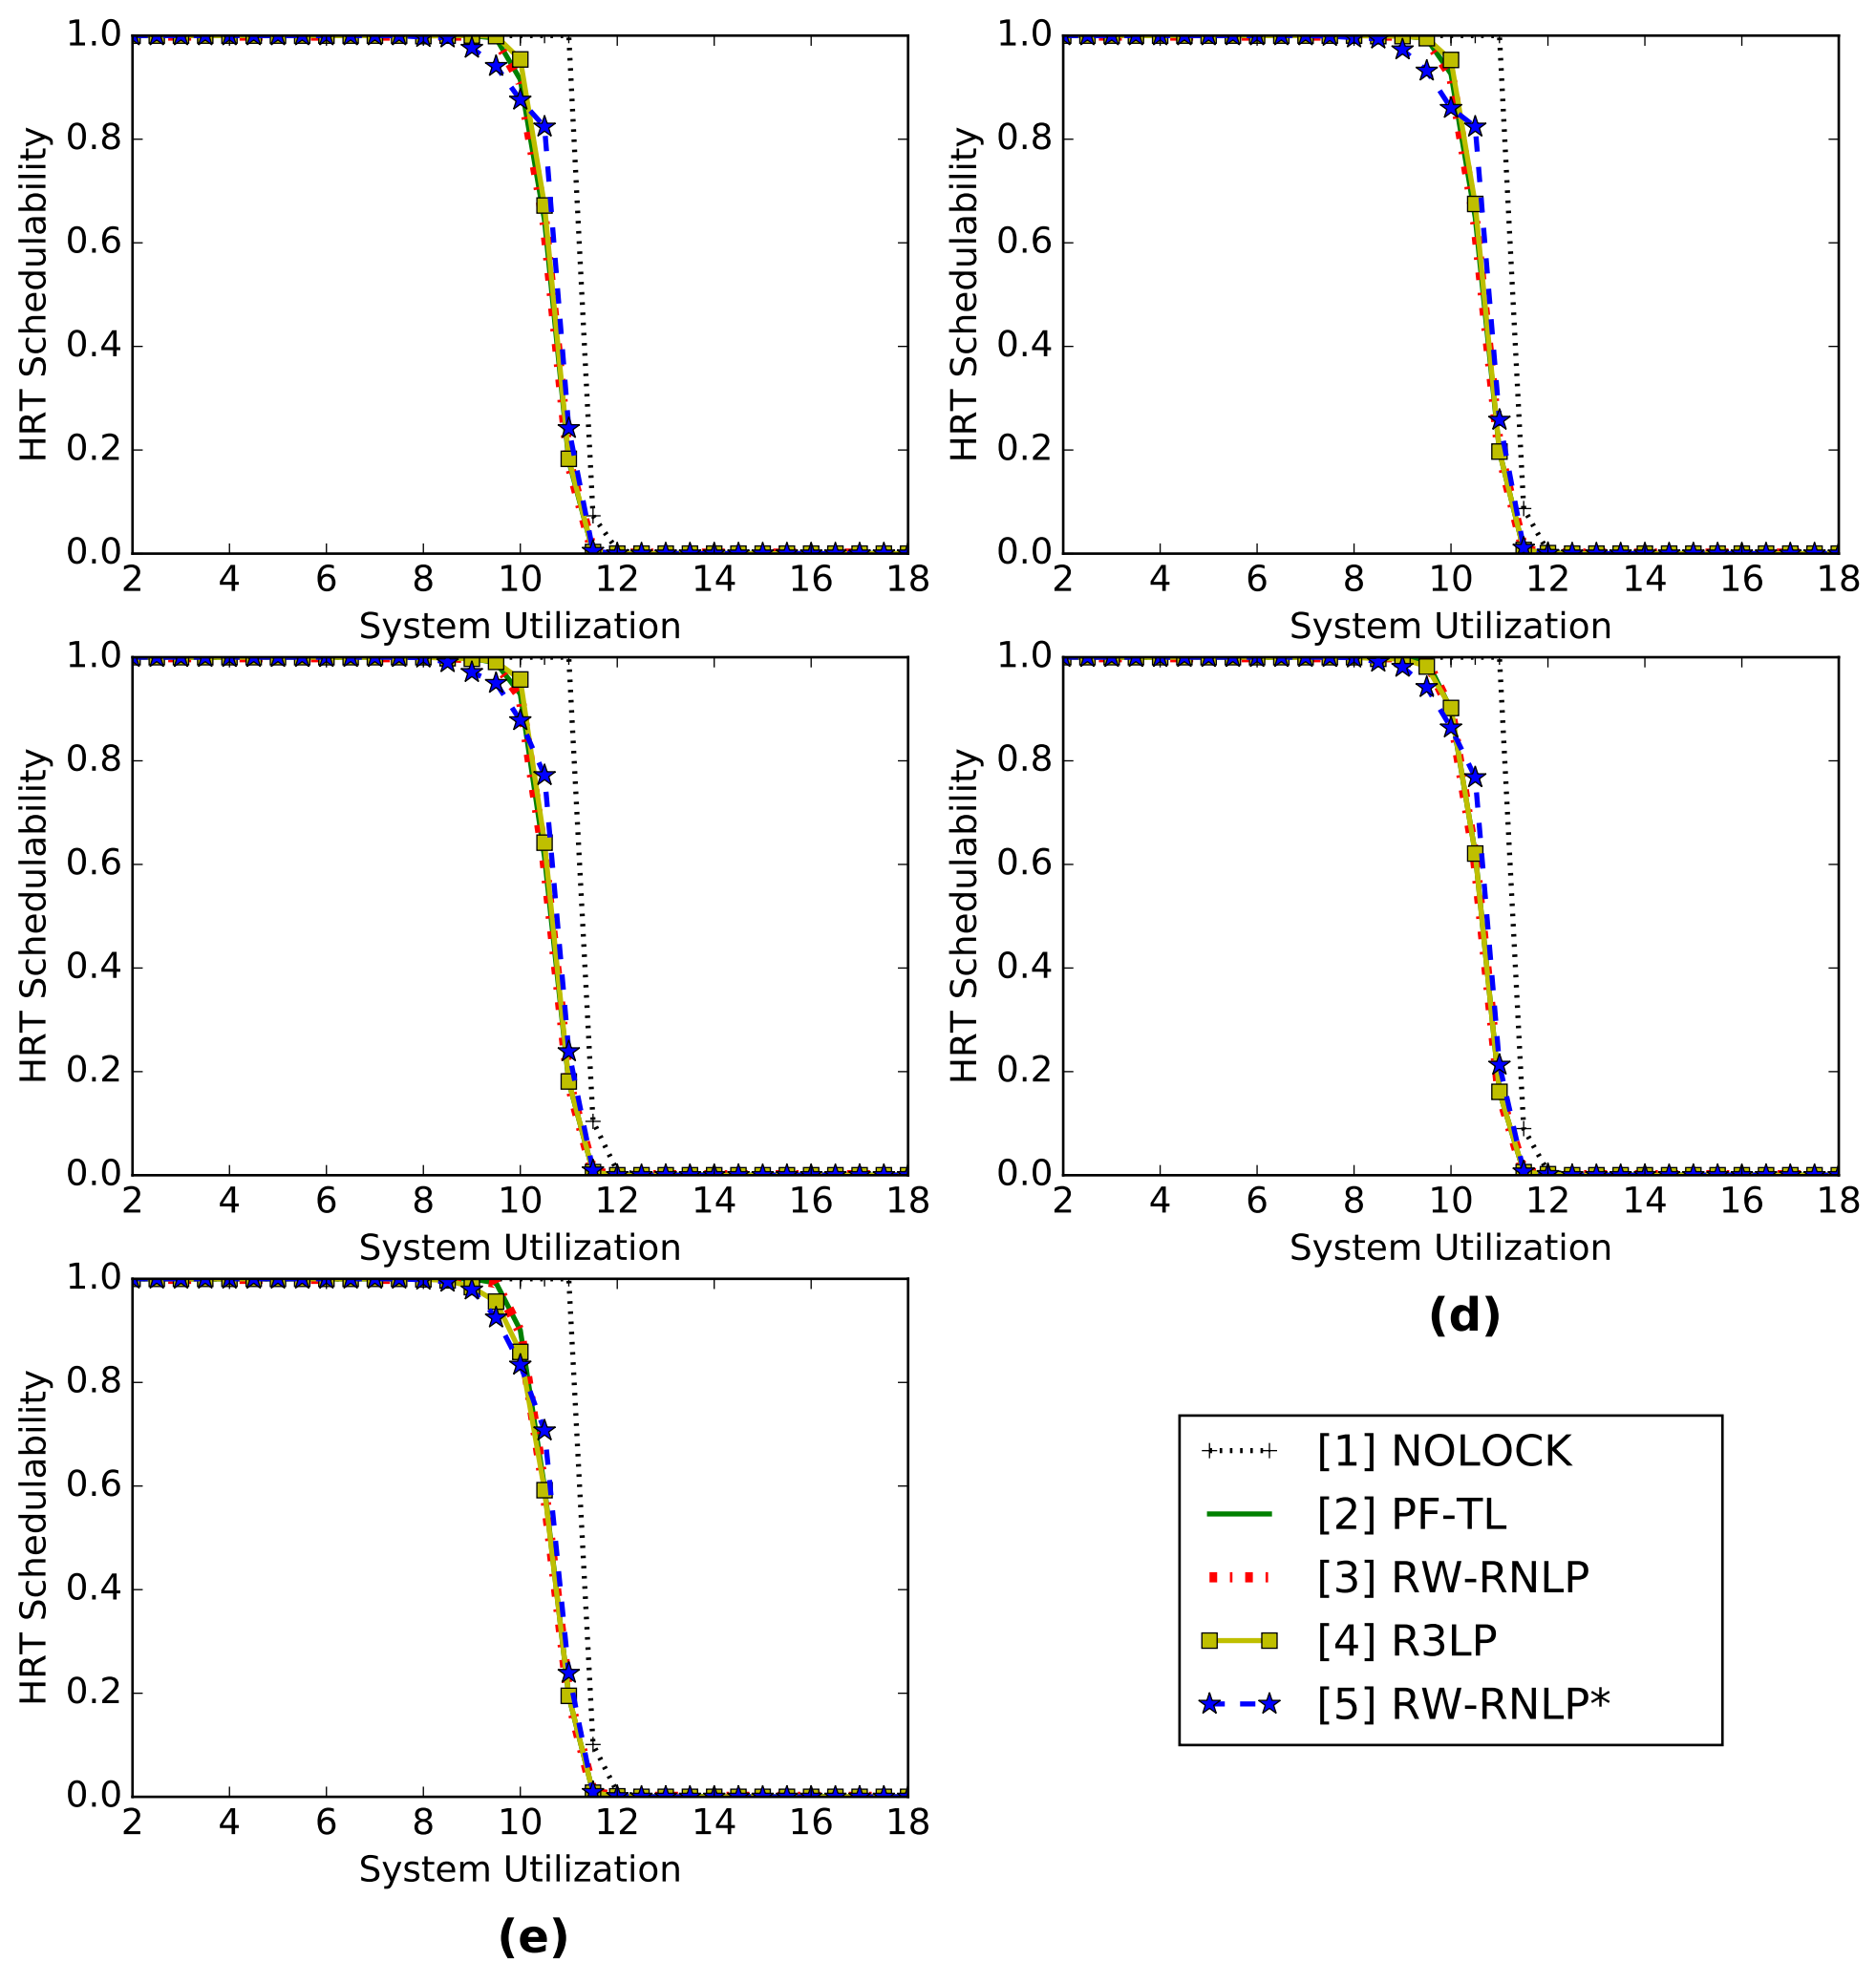 1.0
0.8
0.6
0.4
0.2
0.0
2 4 6 8 10 12 14 16 18
HRT Schedulability
System Utilization
1.0
0.8
0.6
0.4
0.2
0.0
2 4 6 8 10 12 14 16 18
HRT Schedulability
System Utilization
1.0
0.8
0.6
0.4
0.2
0.0
2 4 6 8 10 12 14 16 18
HRT Schedulability
System Utilization
1.0
0.8
0.6
0.4
0.2
0.0
2 4 6 8 10 12 14 16 18
HRT Schedulability
System Utilization
(d)
1.0
0.8
0.6
0.4
0.2
0.0
2 4 6 8 10 12 14 16 18
HRT Schedulability
System Utilization
(e)
[1] NOLOCK
[2] PF-TL
[3] RW-RNLP
[4] R3LP
[5] RW-RNLP*